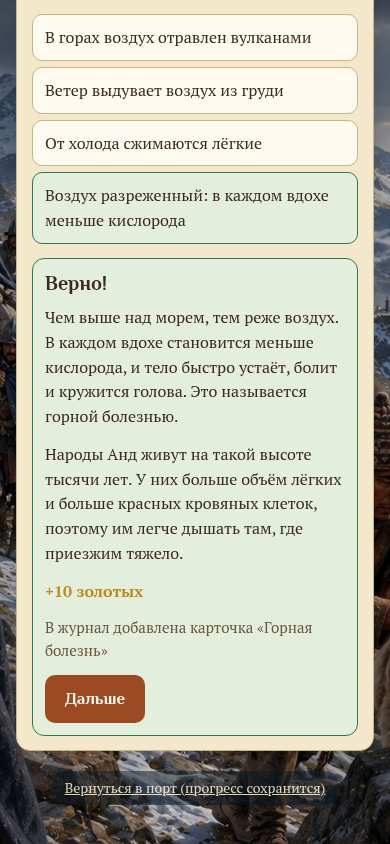 В горах воздух отравлен вулканами
Ветер выдувает воздух из груди
От холода сжимаются лёгкие
Воздух разреженный: в каждом вдохе
меньше кислорода
Верно!
Чем выше над морем, тем реже воздух.
В каждом вдохе становится меньше
кислорода, и тело быстро устаёт, болит
и кружится голова. Это называется
горной болезнью.
Народы Анд живут на такой высоте
тысячи лет. У них больше объём лёгких
и больше красных кровяных клеток,
поэтому им легче дышать там, где
приезжим тяжело.
+10 золотых
В журнал добавлена карточка «Горная
болезнь»
Дальше
Вернуться в порт (прогресс сохранится)